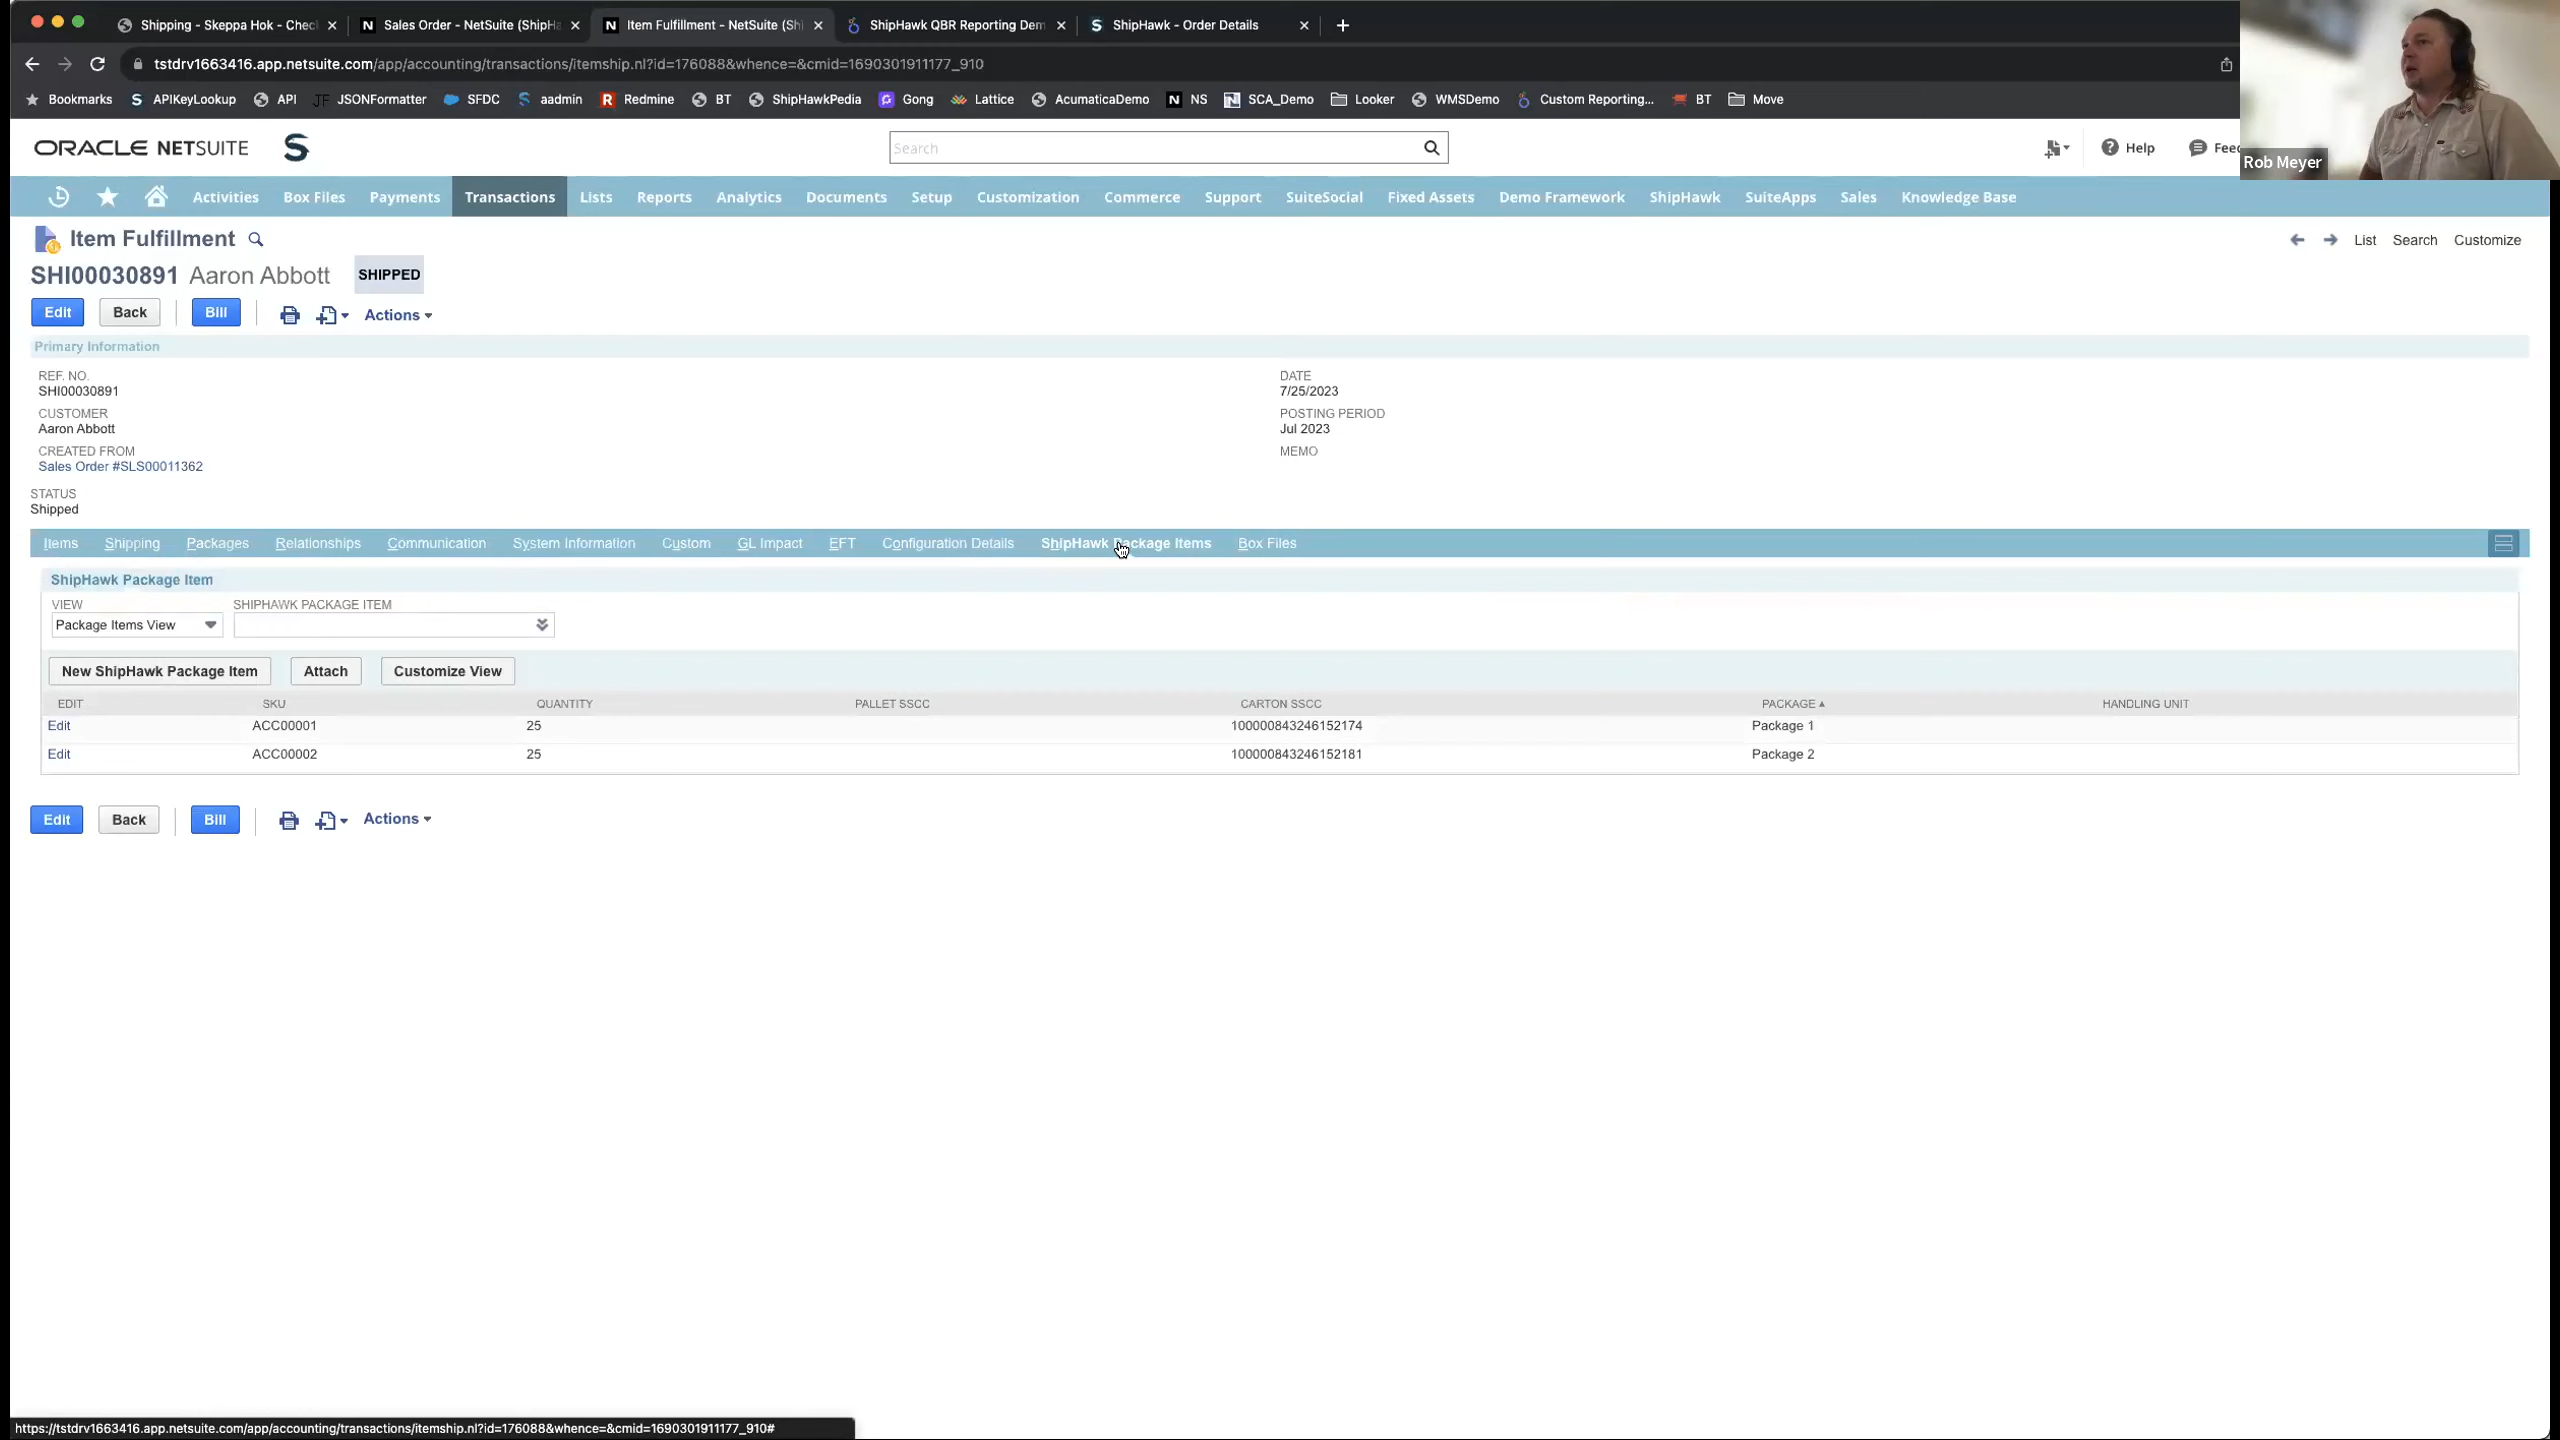 Shipping - Skeppa Hok - Chec
Sales Order - NetSuite (ShipHa
Item Fulfillment - NetSuite (Shi
ShipHawk QBR Reporting Dem
ShipHawk - Order Details
tstdrv1663416.app.netsuite.com/app/accounting/transactions/itemship.nl?id=176088&whence=&cmid=1690301911177_910
Bookmarks APIKeyLookup API JSONFormatter SFDC aadmin Redmine BT ShipHawkPedia Gong Lattice AcumaticaDemo NS SCA_Demo Looker WMSDemo Custom Reporting... BT Move
ORACLE NETSUITE
Search
Help
Feed
Rob Meyer
Activities Box Files Payments Transactions Lists Reports Analytics Documents Setup Customization Commerce Support SuiteSocial Fixed Assets Demo Framework ShipHawk SuiteApps Sales Knowledge Base
Item Fulfillment
List Search Customize
SHI00030891 Aaron Abbott SHIPPED
Edit Back Bill Actions
Primary Information
REF. NO.
SHI00030891
CUSTOMER
Aaron Abbott
CREATED FROM
Sales Order #SLS00011362
DATE
7/25/2023
POSTING PERIOD
Jul 2023
MEMO
STATUS
Shipped
Items Shipping Packages Relationships Communication System Information Custom GL Impact EFT Configuration Details ShipHawk Package Items Box Files
ShipHawk Package Item
VIEW
Package Items View
SHIPHAWK PACKAGE ITEM
New ShipHawk Package Item Attach Customize View
EDIT SKU QUANTITY PALLET SSCC CARTON SSCC PACKAGE HANDLING UNIT
Edit ACC00001 25 100000843246152174 Package 1
Edit ACC00002 25 100000843246152181 Package 2
Edit Back Bill Actions
https://tstdrv1663416.app.netsuite.com/app/accounting/transactions/itemship.nl?id=176088&whence=&cmid=1690301911177_910#